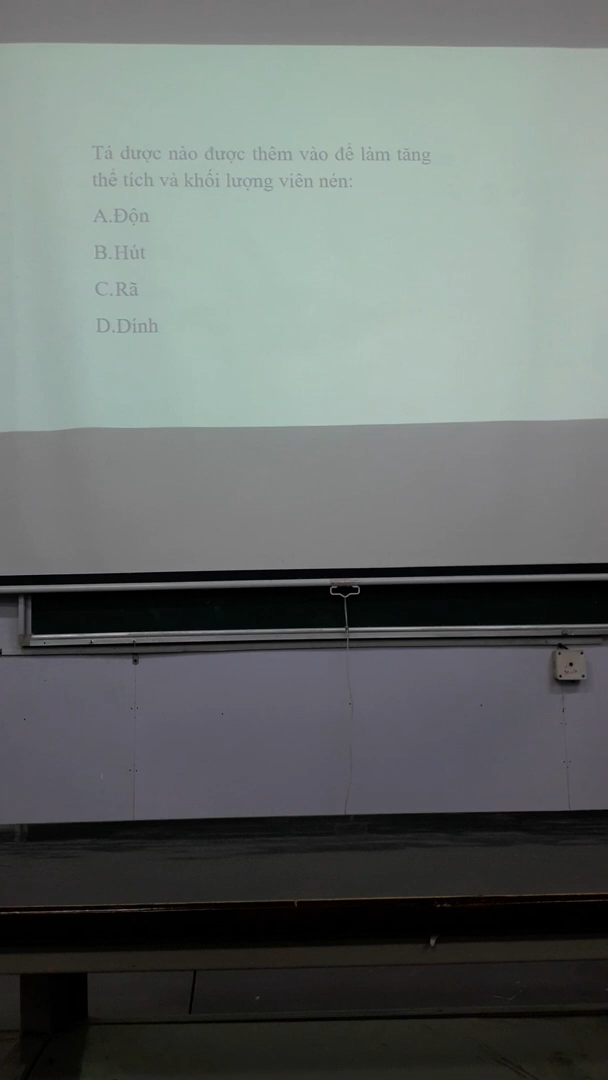 Tá dược nào được thêm vào để làm tăng
thể tích và khối lượng viên nén:
A.Độn
B.Hút
C.Rã
D.Dính